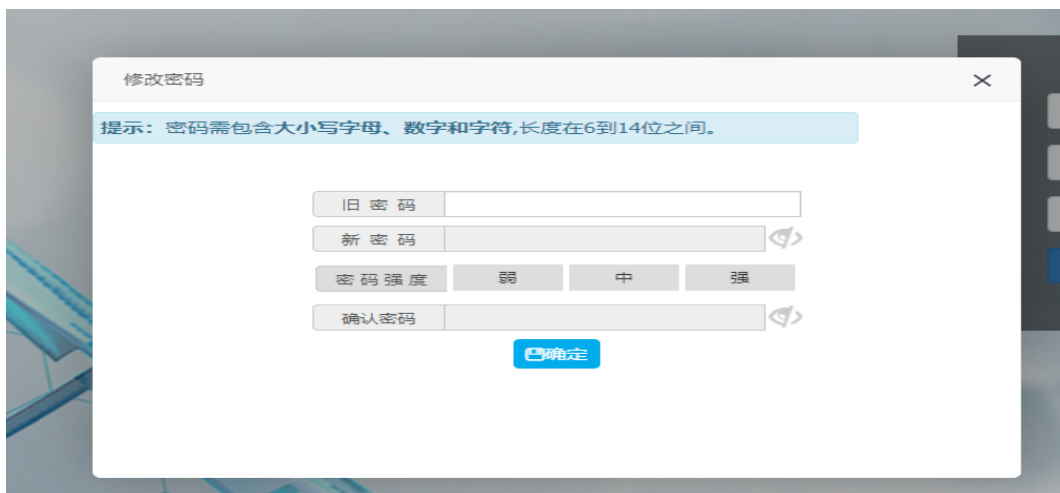 修改密码
提示：密码需包含大小写字母、数字和字符,长度在6到14位之间。
旧 密 码
新 密 码
密 码 强 度 弱 中 强
确认密码
确定